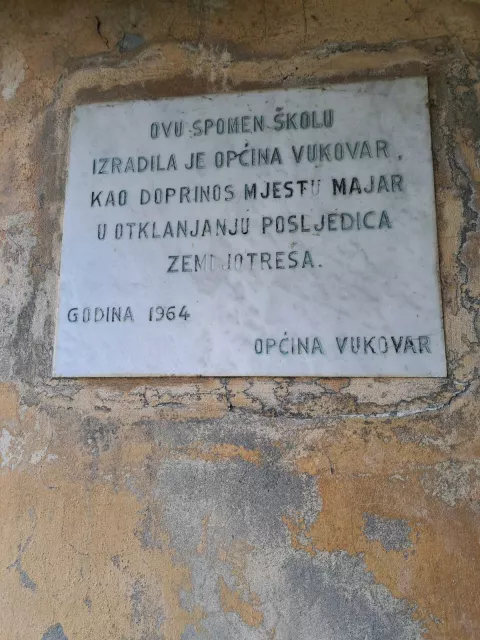 OVU SPOMEN ŠKOLU
IZRADILA JE OPĆINA VUKOVAR,
KAO DOPRINOS MJESTU MAJAR
U OTKLANJANJU POSLJEDICA
ZEMLJOTRESA.
GODINA 1964
OPĆINA VUKOVAR